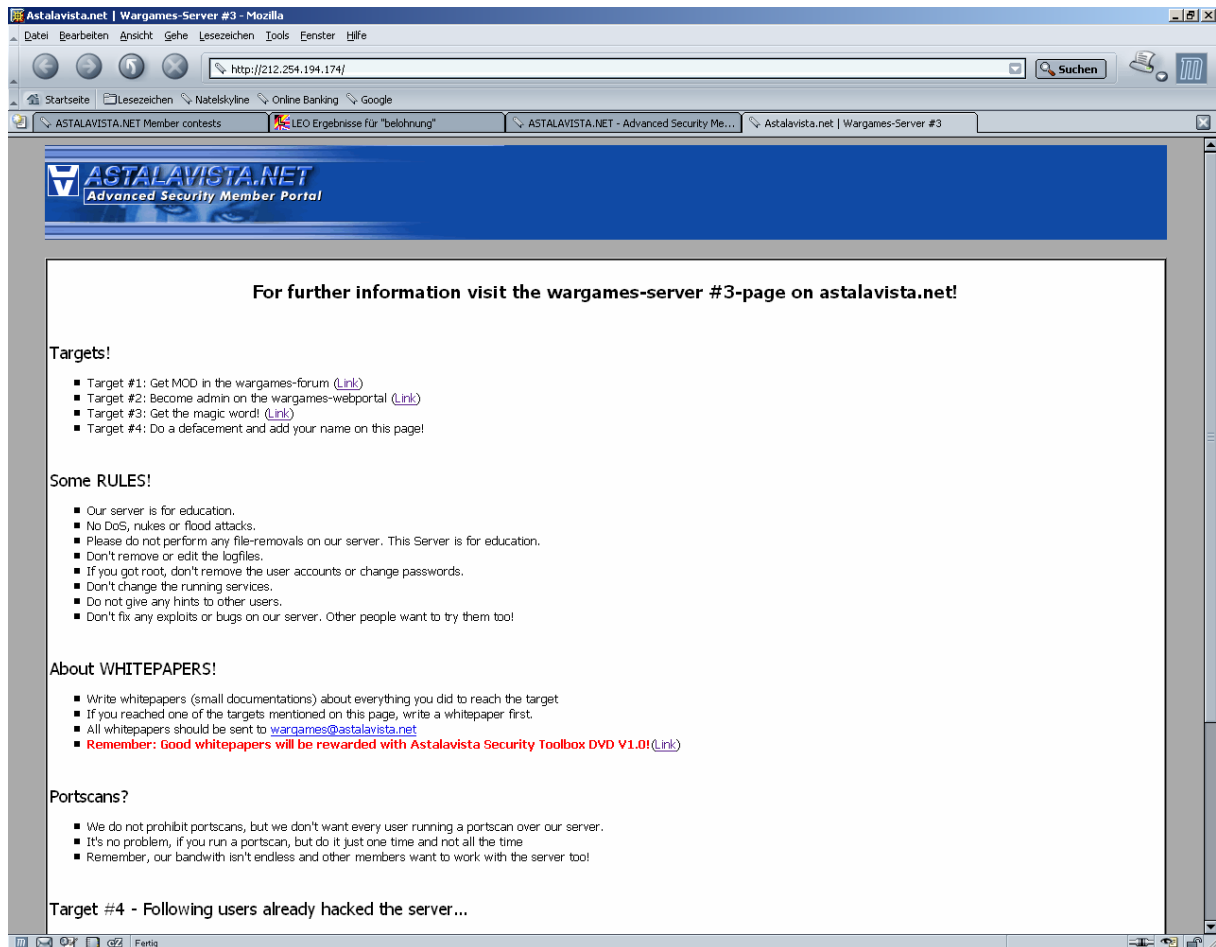 Astalavista.net | Wargames-Server #3 - Mozilla
Datei Bearbeiten Ansicht Gehe Lesezeichen Tools Fenster Hilfe
http://212.254.194.174/ Suchen
Startseite Lesezeichen Natelskyline Online Banking Google
ASTALAVISTA.NET Member contests LEO Ergebnisse für "belohnung" ASTALAVISTA.NET - Advanced Security Me... Astalavista.net | Wargames-Server #3
ASTALAVISTA.NET
Advanced Security Member Portal
For further information visit the wargames-server #3-page on astalavista.net!
Targets!
Target #1: Get MOD in the wargames-forum (Link)
Target #2: Become admin on the wargames-webportal (Link)
Target #3: Get the magic word! (Link)
Target #4: Do a defacement and add your name on this page!
Some RULES!
Our server is for education.
No DoS, nukes or flood attacks.
Please do not perform any file-removals on our server. This Server is for education.
Don't remove or edit the logfiles.
If you got root, don't remove the user accounts or change passwords.
Don't change the running services.
Do not give any hints to other users.
Don't fix any exploits or bugs on our server. Other people want to try them too!
About WHITEPAPERS!
Write whitepapers (small documentations) about everything you did to reach the target
If you reached one of the targets mentioned on this page, write a whitepaper first.
All whitepapers should be sent to wargames@astalavista.net
Remember: Good whitepapers will be rewarded with Astalavista Security Toolbox DVD V1.0!(Link)
Portscans?
We do not prohibit portscans, but we don't want every user running a portscan over our server.
It's no problem, if you run a portscan, but do it just one time and not all the time
Remember, our bandwith isn't endless and other members want to work with the server too!
Target #4 - Following users already hacked the server...
Fertig